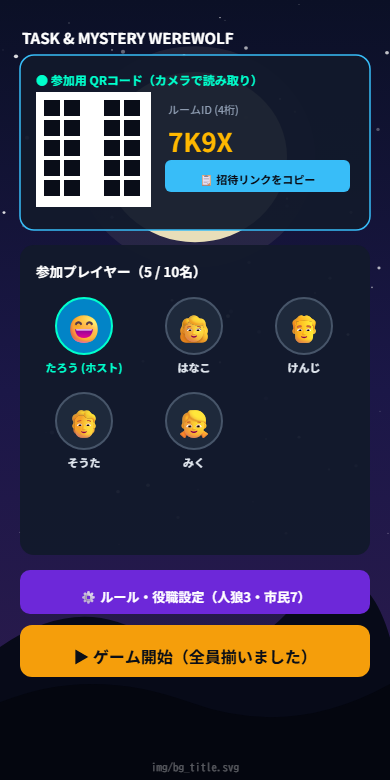 TASK & MYSTERY WEREWOLF
参加用 QRコード（カメラで読み取り）
ルームID (4桁)
7K9X
📋 招待リンクをコピー
参加プレイヤー（5 / 10名）
たろう (ホスト)
はなこ
けんじ
そうた
みく
⚙️ ルール・役職設定（人狼3・市民7）
▶ ゲーム開始（全員揃いました）
img/bg_title.svg